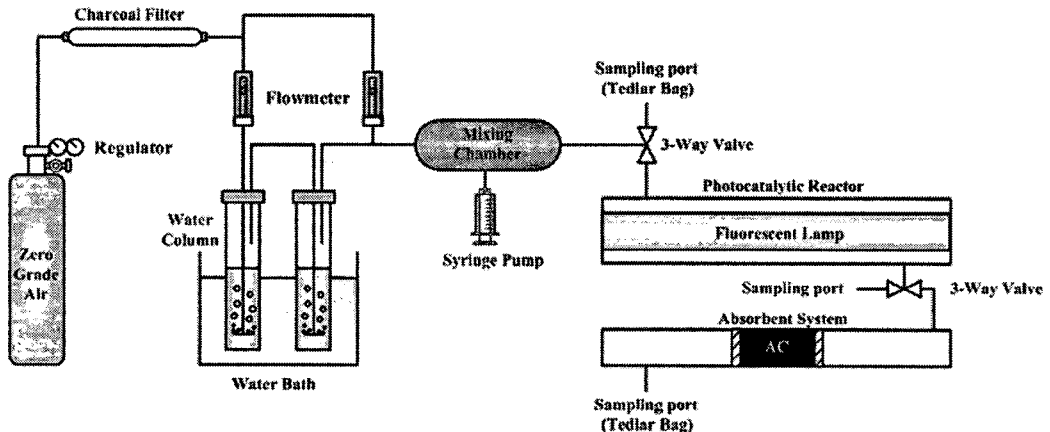 Charcoal Filter
Flowmeter
Regulator
Zero
Grade
Air
Water
Column
Water Bath
Mixing
Chamber
Syringe Pump
Sampling port
(Tedlar Bag)
3-Way Valve
Photocatalytic Reactor
Fluorescent Lamp
Sampling port
3-Way Valve
Absorbent System
AC
Sampling port
(Tedlar Bag)